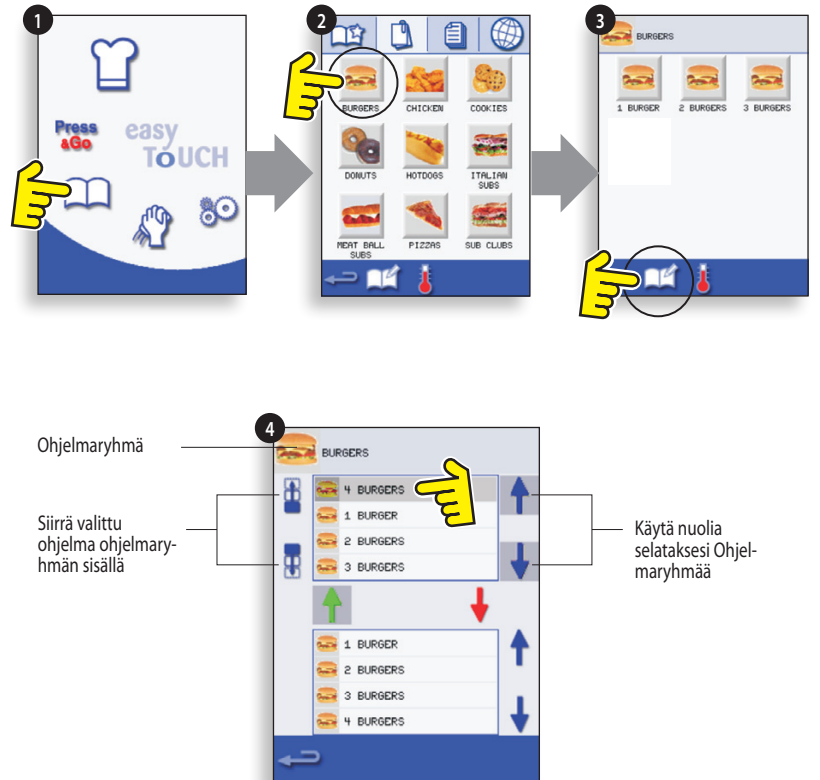 1
Press
&Go
easy
ToUCH
2
BURGERS
CHICKEN
COOKIES
DONUTS
HOTDOGS
ITALIAN
SUBS
MEAT BALL
SUBS
PIZZAS
SUB CLUBS
3
BURGERS
1 BURGER
2 BURGERS
3 BURGERS
4
BURGERS
Ohjelmaryhmä
Siirrä valittu
ohjelma ohjelmary-
hmän sisällä
4 BURGERS
1 BURGER
2 BURGERS
3 BURGERS
Käytä nuolia
selataksesi Ohjel-
maryhmää
1 BURGER
2 BURGERS
3 BURGERS
4 BURGERS